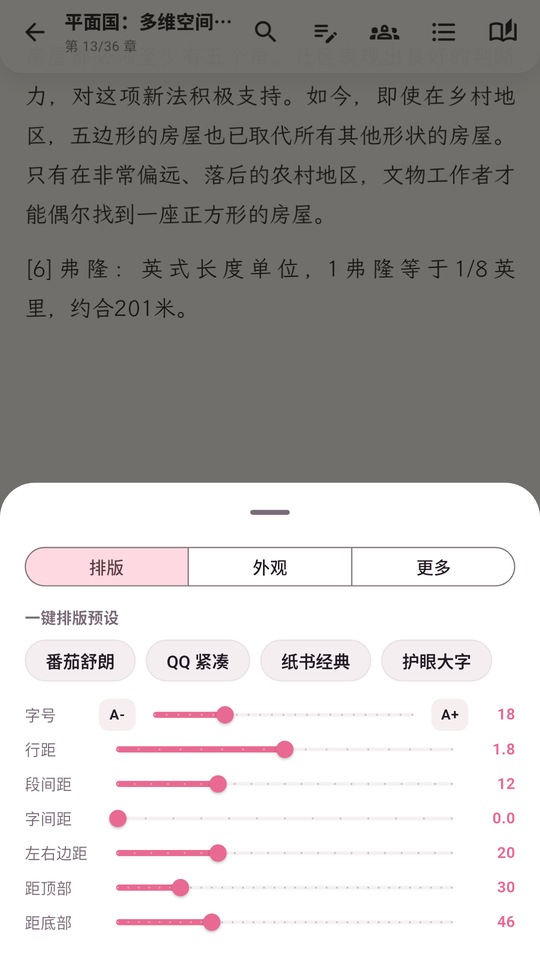 平面国：多维空间…
第 13/36 章
力，对这项新法积极支持。如今，即使在乡村地
区，五边形的房屋也已取代所有其他形状的房屋。
只有在非常偏远、落后的农村地区，文物工作者才
能偶尔找到一座正方形的房屋。
[6] 弗隆：英式长度单位，1 弗隆等于 1/8 英
里，约合201米。
排版
外观
更多
一键排版预设
番茄舒朗
QQ 紧凑
纸书经典
护眼大字
字号 A- A+ 18
行距 1.8
段间距 12
字间距 0.0
左右边距 20
距顶部 30
距底部 46